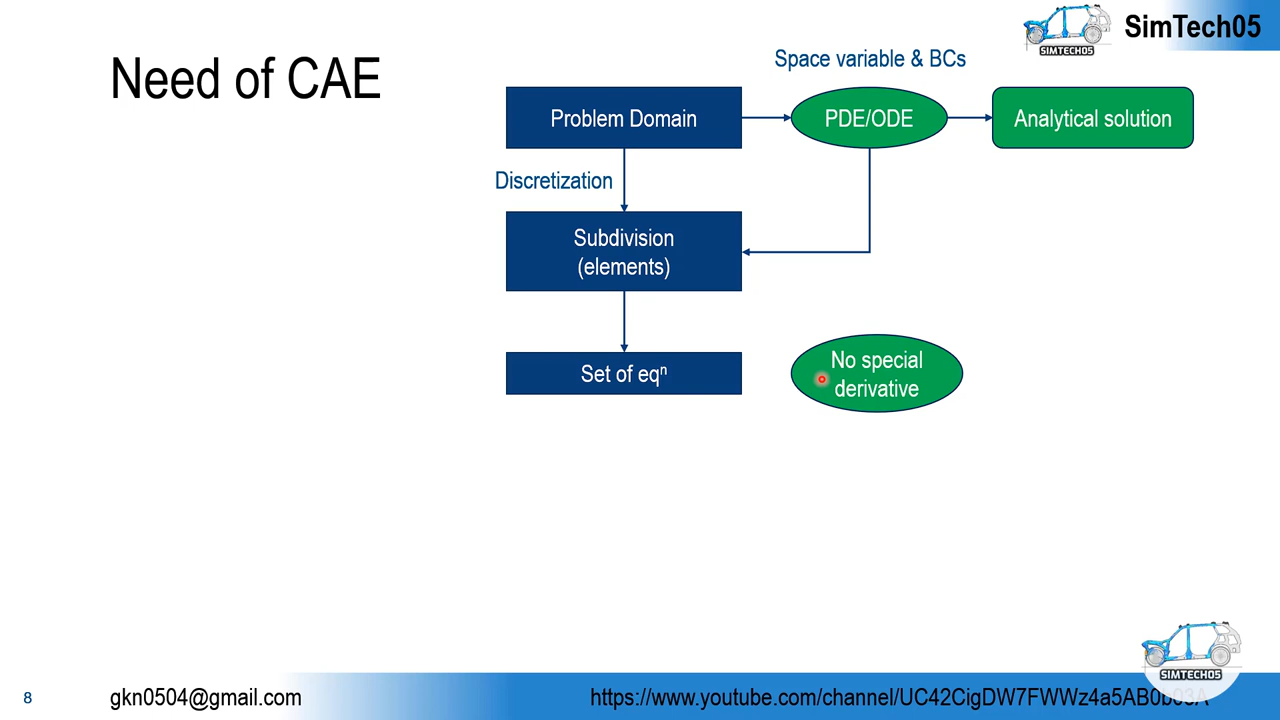 SIMTECH05
SimTech05
Need of CAE
Space variable & BCs
Problem Domain
PDE/ODE
Analytical solution
Discretization
Subdivision
(elements)
Set of eqⁿ
No special
derivative
SIMTECH05
8
gkn0504@gmail.com
https://www.youtube.com/channel/UC42CigDW7FWWz4a5AB0b03A